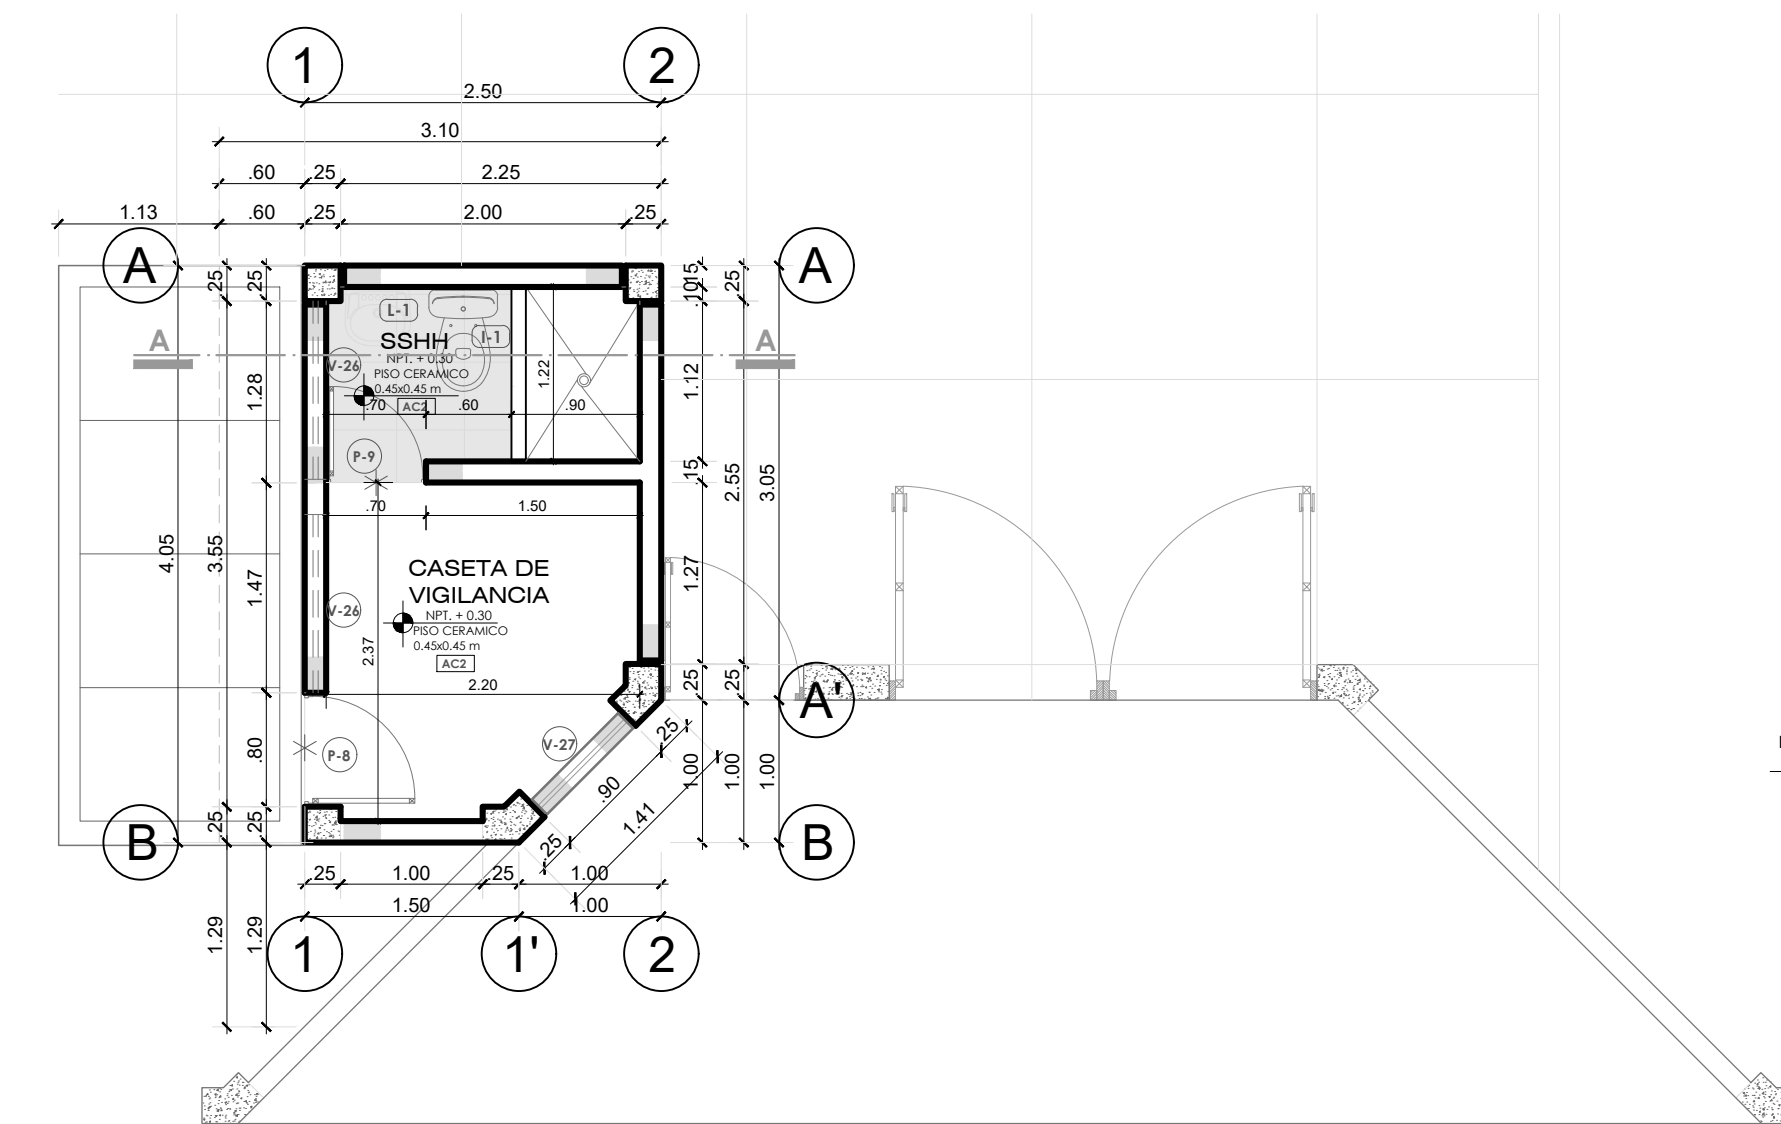 1
2
2.50
3.10
.60
.25
2.25
1.13
.60
.25
2.00
.25
A
A
.25
.25
.15
.10
.25
L-1
I-1
SSHH
A
A
NPT. + 0.30
V-26
PISO CERAMICO
0.45x0.45 m
1.22
1.28
1.12
.70
AC2
.60
.90
P-9
.15
2.55
3.05
.70
1.50
4.05
3.55
1.47
1.27
CASETA DE
VIGILANCIA
V-26
NPT. + 0.30
PISO CERAMICO
0.45x0.45 m
AC2
2.37
2.20
.25
.25
A'
.80
P-8
V-27
.25
1.00
1.00
1.00
.90
1.41
.25
.25
.25
B
B
.25
1.00
.25
1.00
1.50
1.00
1.29
1.29
1
1'
2